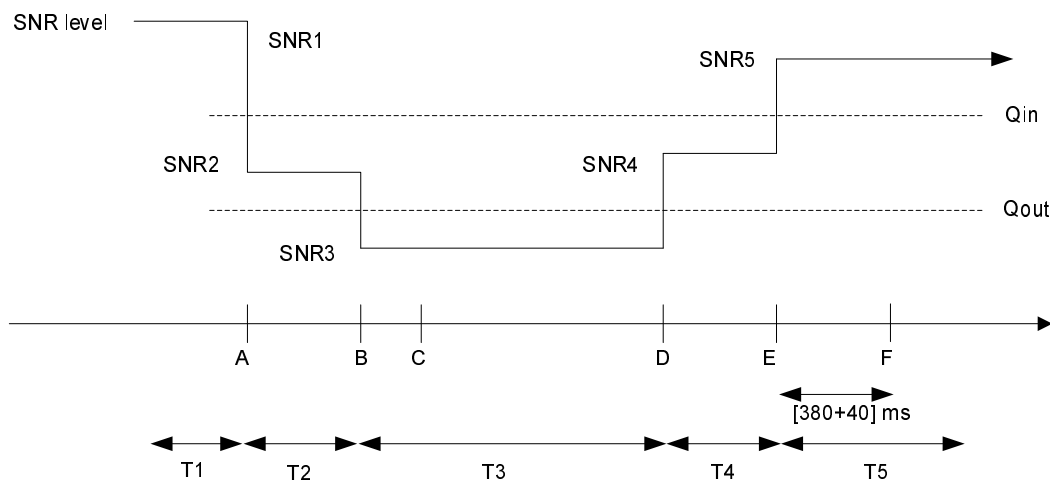 SNR level
SNR1
SNR5
Qin
SNR2
SNR4
Qout
SNR3
A B C D E F
[380+40] ms
T1 T2 T3 T4 T5